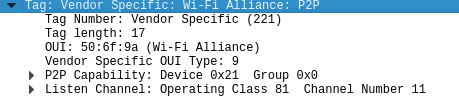 Tag: Vendor Specific: Wi-Fi Alliance: P2P
Tag Number: Vendor Specific (221)
Tag length: 17
OUI: 50:6f:9a (Wi-Fi Alliance)
Vendor Specific OUI Type: 9
P2P Capability: Device 0x21  Group 0x0
Listen Channel: Operating Class 81  Channel Number 11